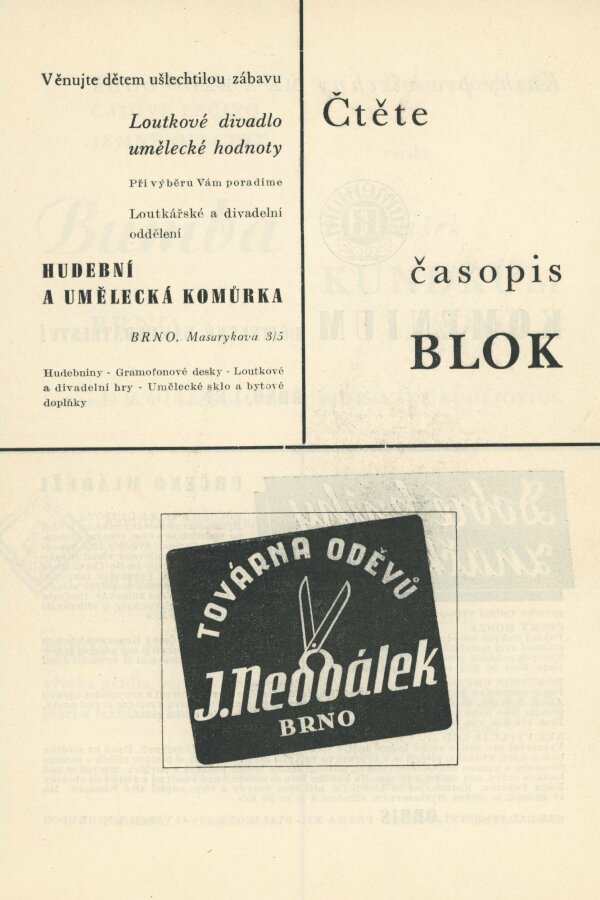 Věnujte dětem ušlechtilou zábavu
Loutkové divadlo
umělecké hodnoty
Při výběru Vám poradíme
Loutkářské a divadelní
oddělení
HUDEBNÍ
A UMĚLECKÁ KOMŮRKA
BRNO, Masarykova 3/5
Hudebniny - Gramofonové desky - Loutkové
a divadelní hry - Umělecké sklo a bytové
doplňky
Čtěte
časopis
BLOK
TOVÁRNA ODĚVŮ
J. Neobálek
BRNO